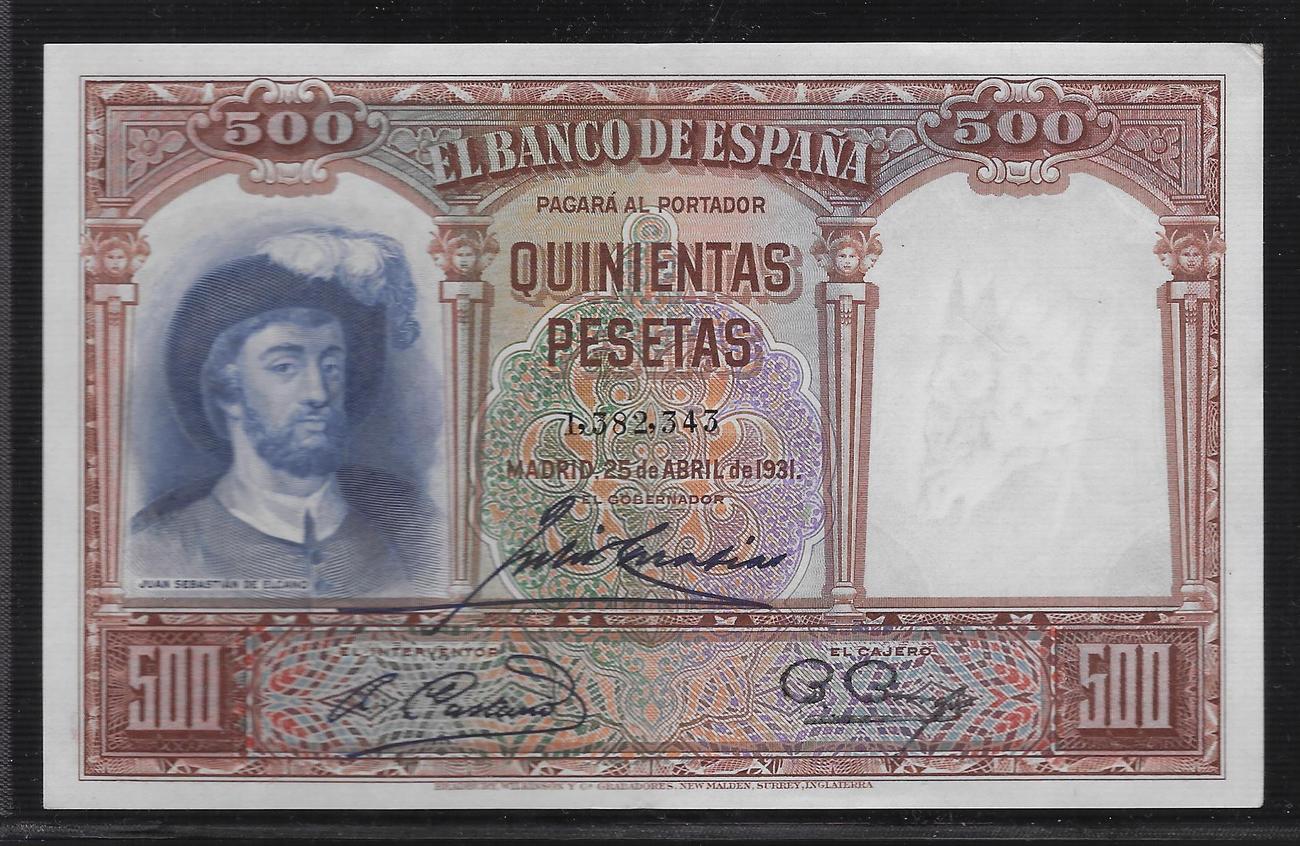 500
500
EL BANCO DE ESPAÑA
PAGARÁ AL PORTADOR
QUINIENTAS
PESETAS
1,382,343
MADRID, 25 de ABRIL de 1931.
EL GOBERNADOR
JUAN SEBASTIÁN DE ELCANO
EL INTERVENTOR
EL CAJERO
500
500
BRADBURY, WILKINSON Y Cª GRABADORES, NEW MALDEN, SURREY, INGLATERRA